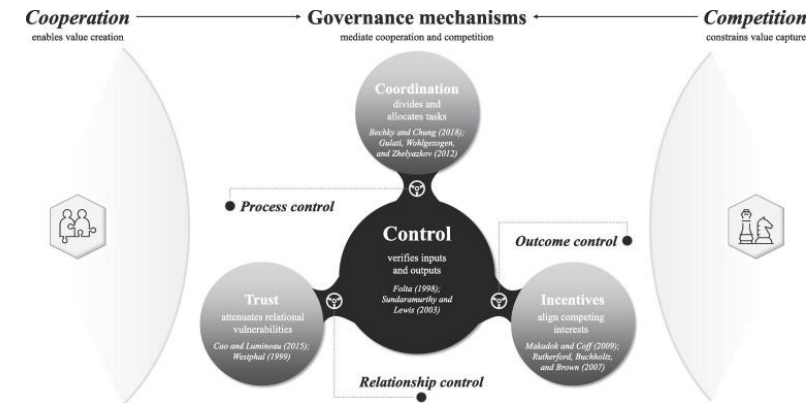 Cooperation
enables value creation
Governance mechanisms
mediate cooperation and competition
Competition
constrains value capture
Coordination
divides and
allocates tasks
Bechky and Chung (2018);
Gulati, Wohlgezogen,
and Zhelyazkov (2012)
Process control
Control
verifies inputs
and outputs
Folta (1998);
Sundaramurthy and
Lewis (2003)
Outcome control
Trust
attenuates relational
vulnerabilities
Cao and Lumineau (2015);
Westphal (1999)
Incentives
align competing
interests
Makadok and Coff (2009);
Rutherford, Buchholtz,
and Brown (2007)
Relationship control